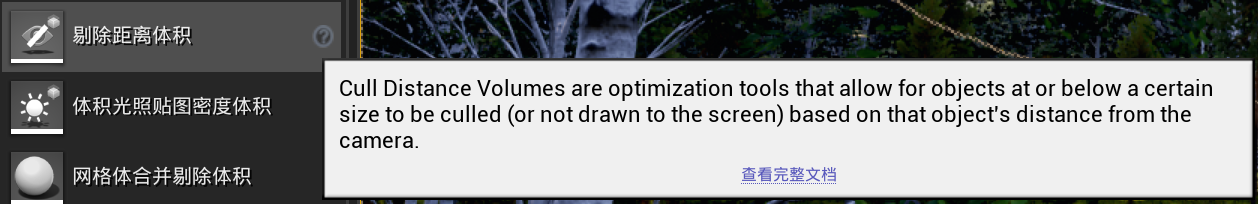 剔除距离体积
体积光照贴图密度体积
网格体合并剔除体积
Cull Distance Volumes are optimization tools that allow for objects at or below a certain
size to be culled (or not drawn to the screen) based on that object's distance from the
camera.
查看完整文档